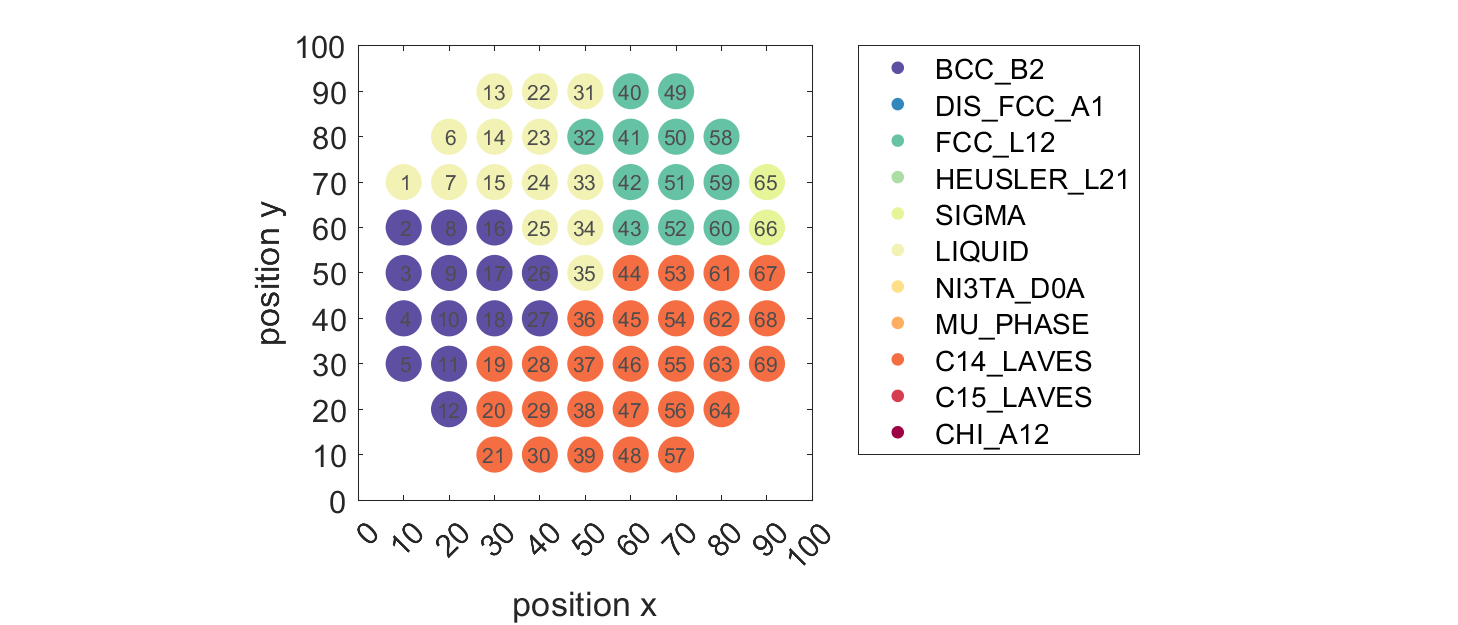 100
90
80
70
60
50
40
30
20
10
0
position y
13 22 31 40 49
6 14 23 32 41 50 58
1 7 15 24 33 42 51 59 65
2 8 16 25 34 43 52 60 66
3 9 17 26 35 44 53 61 67
4 10 18 27 36 45 54 62 68
5 11 19 28 37 46 55 63 69
12 20 29 38 47 56 64
21 30 39 48 57
0 10 20 30 40 50 60 70 80 90 100
position x
BCC_B2
DIS_FCC_A1
FCC_L12
HEUSLER_L21
SIGMA
LIQUID
NI3TA_D0A
MU_PHASE
C14_LAVES
C15_LAVES
CHI_A12